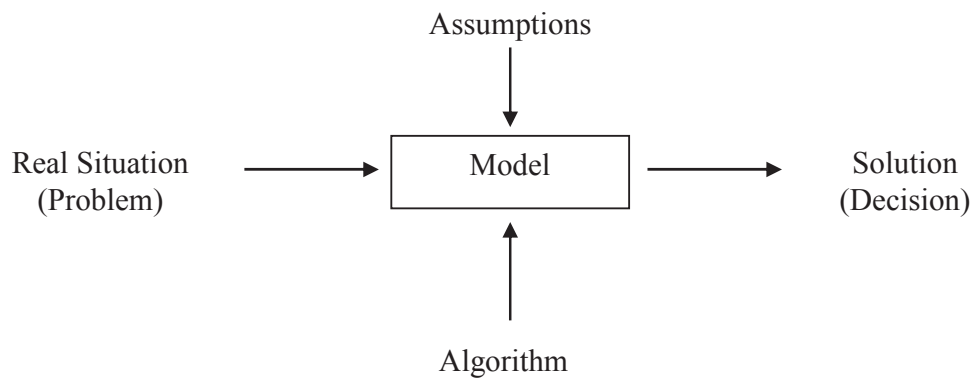 Assumptions
Real Situation
(Problem)
Model
Solution
(Decision)
Algorithm